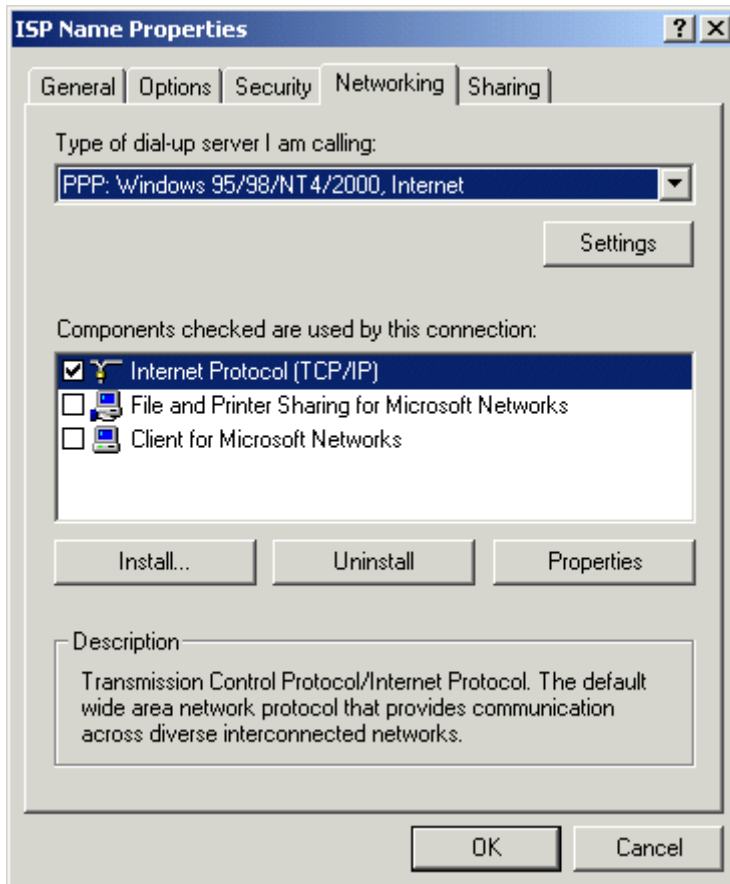 ISP Name Properties
General Options Security Networking Sharing
Type of dial-up server I am calling:
PPP: Windows 95/98/NT4/2000, Internet
Settings
Components checked are used by this connection:
Internet Protocol (TCP/IP)
File and Printer Sharing for Microsoft Networks
Client for Microsoft Networks
Install... Uninstall Properties
Description
Transmission Control Protocol/Internet Protocol. The default
wide area network protocol that provides communication
across diverse interconnected networks.
OK Cancel